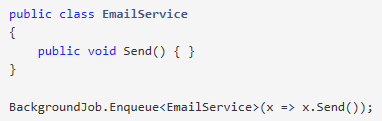 public class EmailService
{
    public void Send() { }
}

BackgroundJob.Enqueue<EmailService>(x => x.Send());